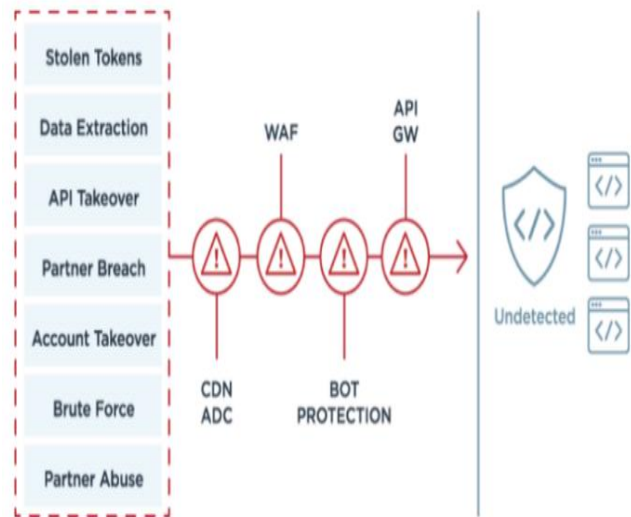 Stolen Tokens
Data Extraction
API Takeover
Partner Breach
Account Takeover
Brute Force
Partner Abuse
CDN
ADC
WAF
BOT
PROTECTION
API
GW
Undetected
</>
</>
</>
</>